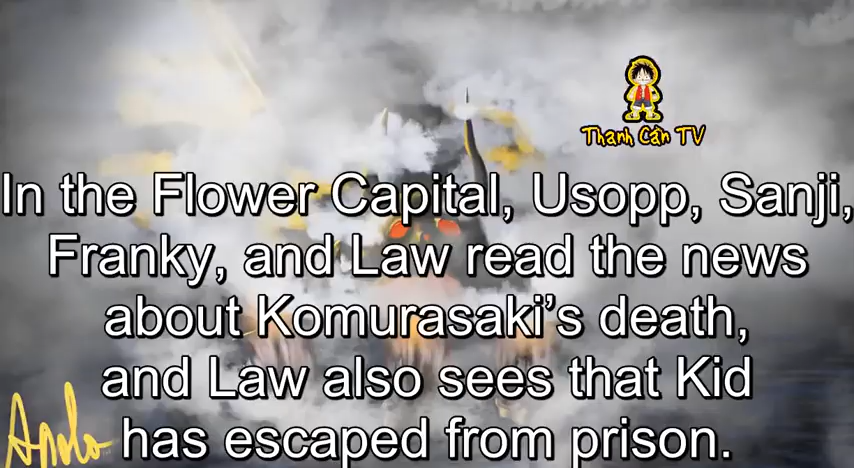 Thanh Cận TV
In the Flower Capital, Usopp, Sanji,
Franky, and Law read the news
about Komurasaki’s death,
and Law also sees that Kid
has escaped from prison.